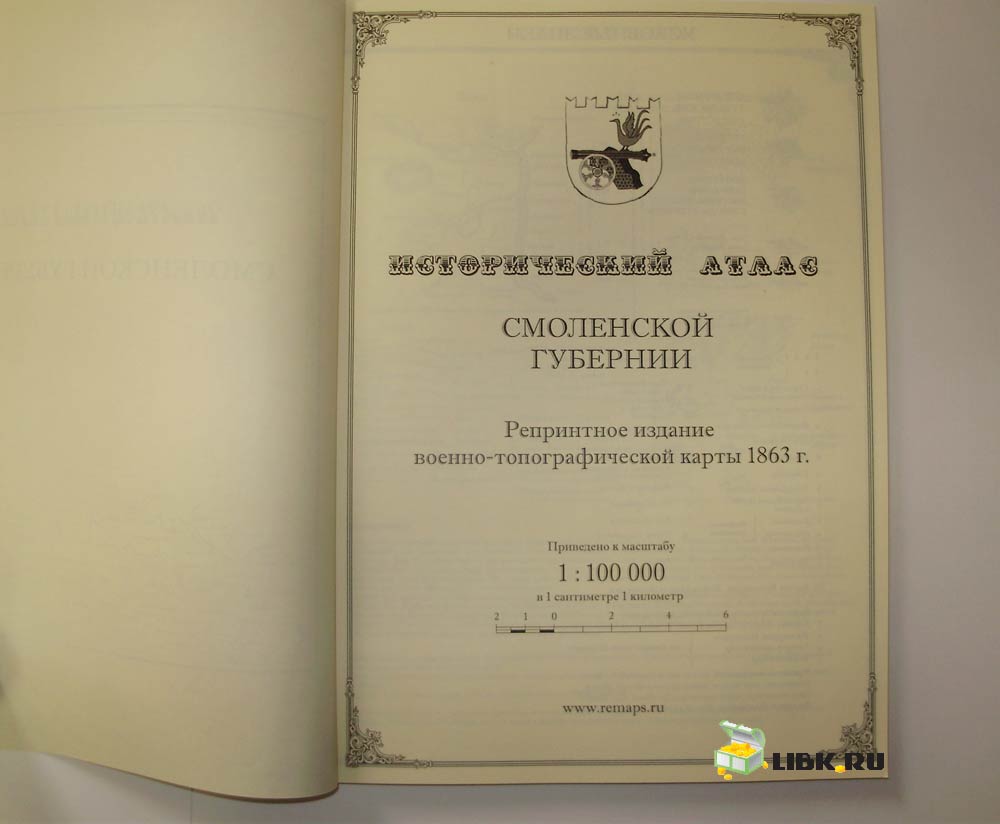 ИСТОРИЧЕСКИЙ АТЛАС
СМОЛЕНСКОЙ
ГУБЕРНИИ
Репринтное издание
военно-топографической карты 1863 г.
Приведено к масштабу
1 : 100 000
в 1 сантиметре 1 километр
2 1 0 2 4 6
www.remaps.ru
LIBK.RU